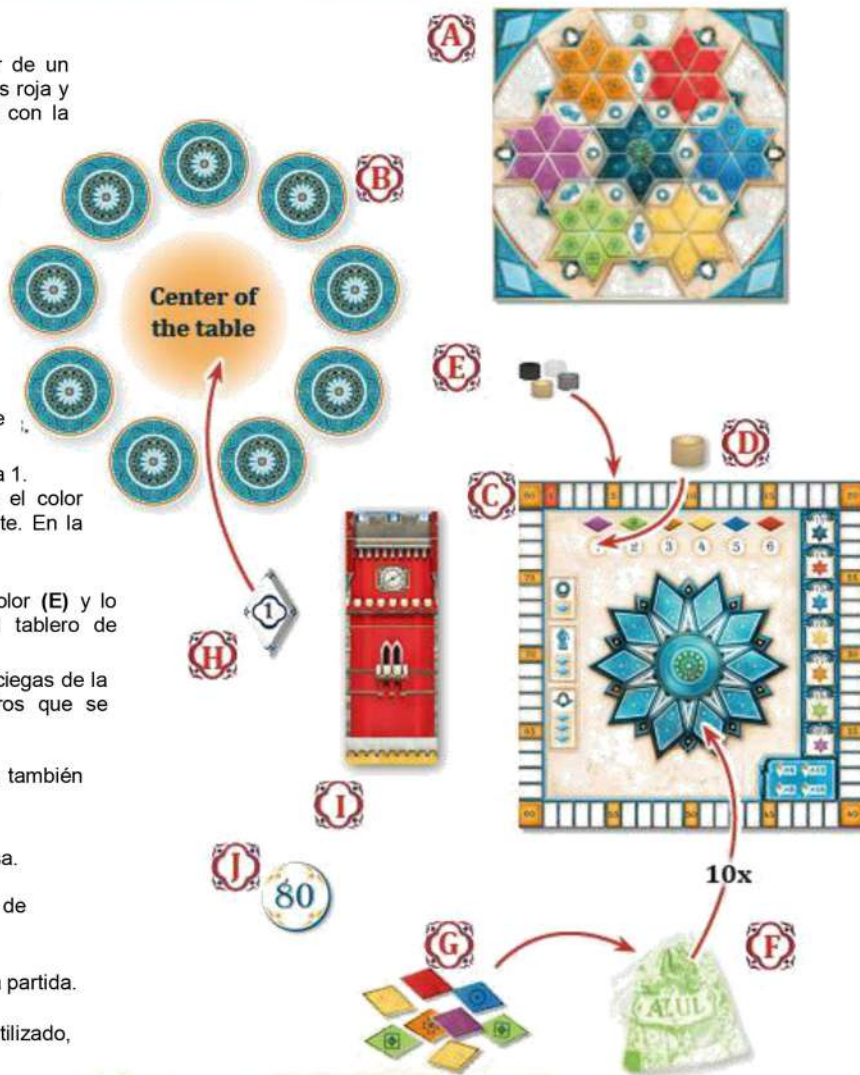 r de un
s roja y
con la
A
B
Center of
the table
e
a 1.
el color
te. En la
olor (E) y lo
tablero de
ciegas de la
ros que se
también
sa.
de
partida.
tilizado,
E
D
C
1 2 3 4 5 6
H
1
I
J
80
10x
G
F
AZUL